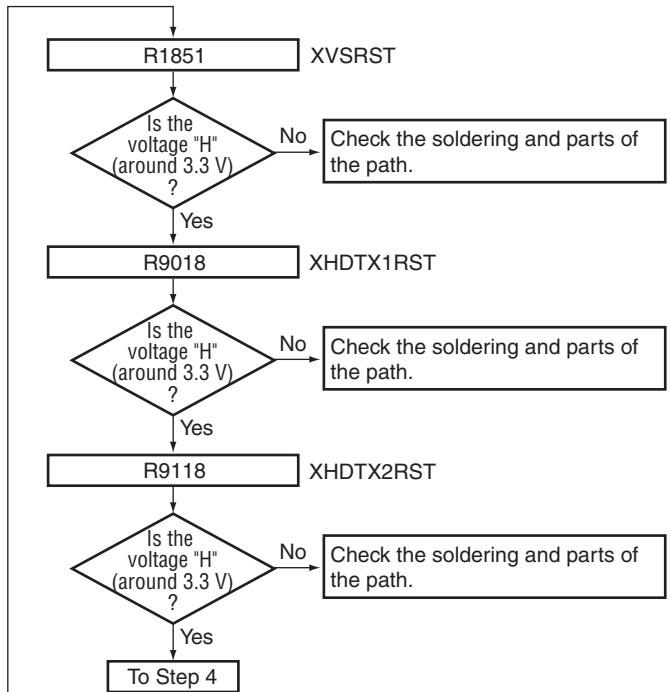 R1851 XVSRST
Is the
voltage "H"
(around 3.3 V)
?
No
Check the soldering and parts of
the path.
Yes
R9018 XHDTX1RST
Is the
voltage "H"
(around 3.3 V)
?
No
Check the soldering and parts of
the path.
Yes
R9118 XHDTX2RST
Is the
voltage "H"
(around 3.3 V)
?
No
Check the soldering and parts of
the path.
Yes
To Step 4